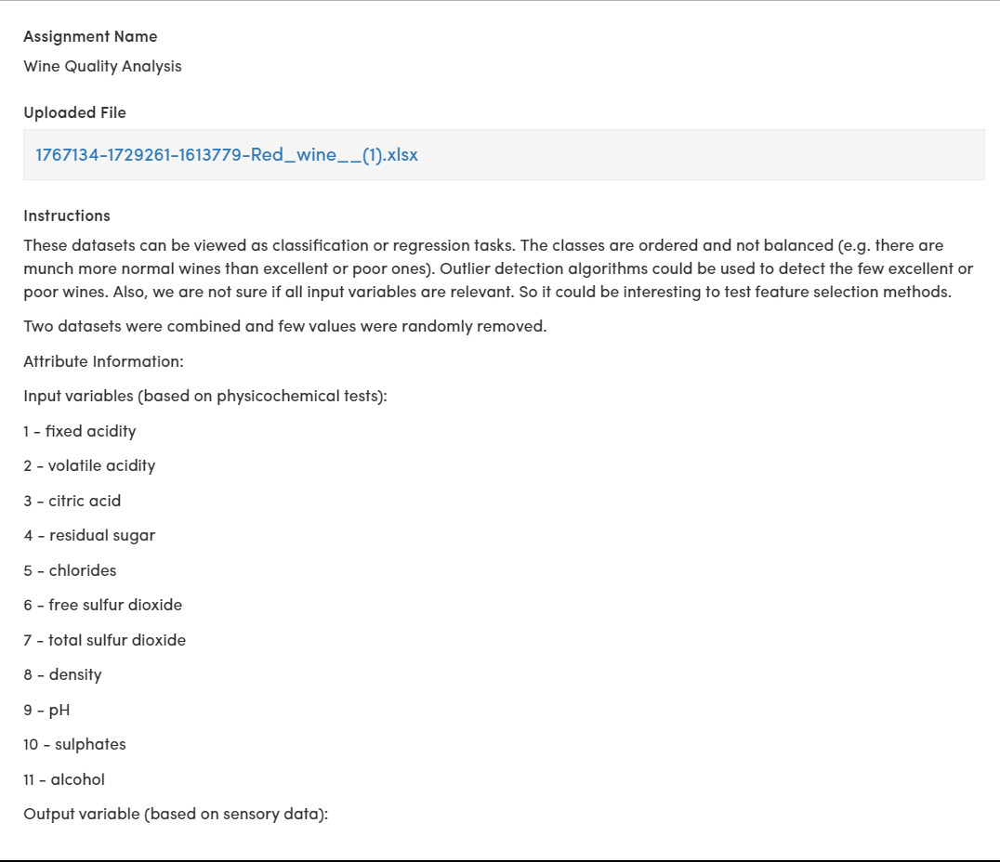 Assignment Name
Wine Quality Analysis
Uploaded File
1767134-1729261-1613779-Red_wine__(1).xlsx
Instructions
These datasets can be viewed as classification or regression tasks. The classes are ordered and not balanced (e.g. there are
munch more normal wines than excellent or poor ones). Outlier detection algorithms could be used to detect the few excellent or
poor wines. Also, we are not sure if all input variables are relevant. So it could be interesting to test feature selection methods.
Two datasets were combined and few values were randomly removed.
Attribute Information:
Input variables (based on physicochemical tests):
1 - fixed acidity
2 - volatile acidity
3 - citric acid
4 - residual sugar
5 - chlorides
6 - free sulfur dioxide
7 - total sulfur dioxide
8 - density
9 - pH
10 - sulphates
11 - alcohol
Output variable (based on sensory data):